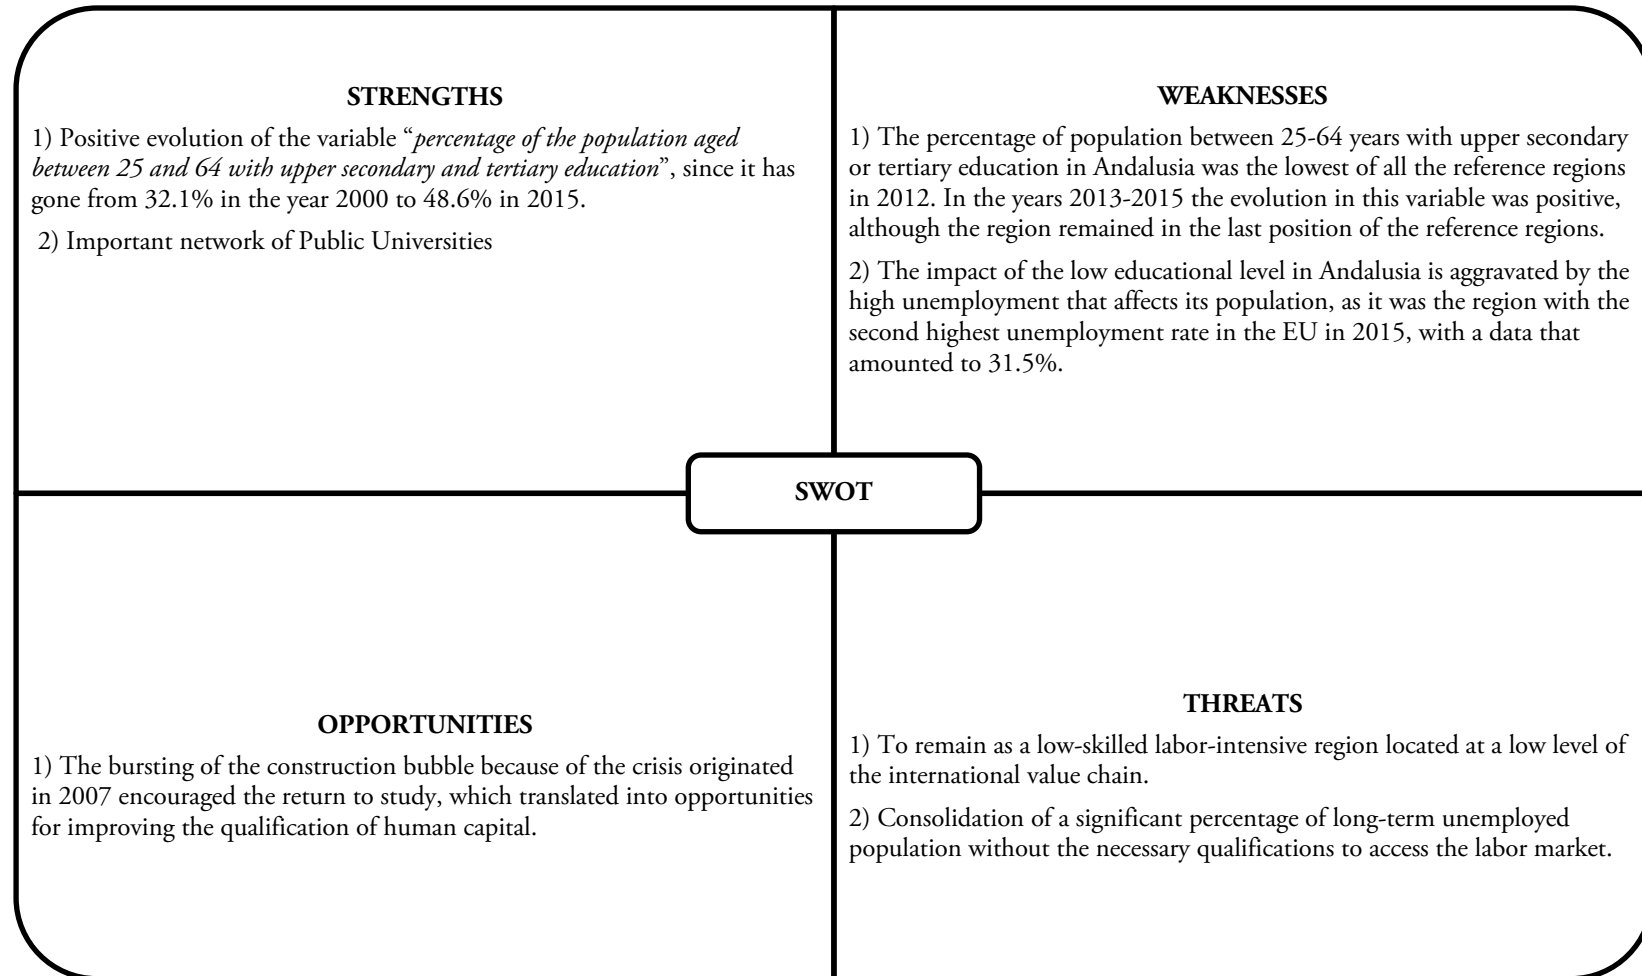 STRENGTHS
1) Positive evolution of the variable “percentage of the population aged
between 25 and 64 with upper secondary and tertiary education”, since it has
gone from 32.1% in the year 2000 to 48.6% in 2015.
2) Important network of Public Universities
WEAKNESSES
1) The percentage of population between 25-64 years with upper secondary
or tertiary education in Andalusia was the lowest of all the reference regions
in 2012. In the years 2013-2015 the evolution in this variable was positive,
although the region remained in the last position of the reference regions.
2) The impact of the low educational level in Andalusia is aggravated by the
high unemployment that affects its population, as it was the region with the
second highest unemployment rate in the EU in 2015, with a data that
amounted to 31.5%.
SWOT
OPPORTUNITIES
1) The bursting of the construction bubble because of the crisis originated
in 2007 encouraged the return to study, which translated into opportunities
for improving the qualification of human capital.
THREATS
1) To remain as a low-skilled labor-intensive region located at a low level of
the international value chain.
2) Consolidation of a significant percentage of long-term unemployed
population without the necessary qualifications to access the labor market.